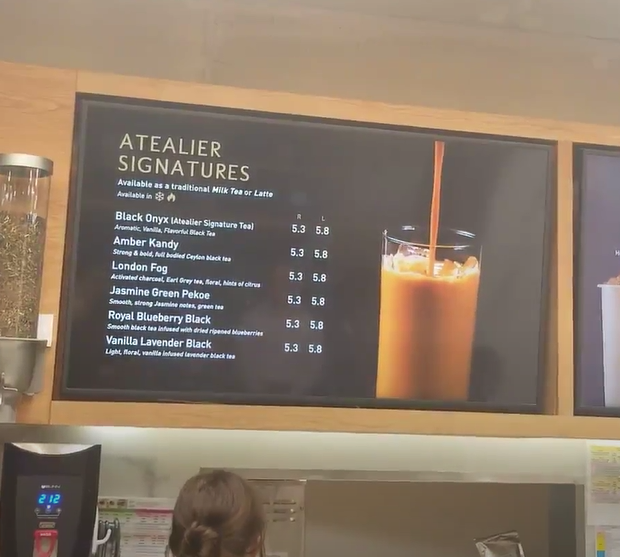 ATEALIER
SIGNATURES
Available as a traditional Milk Tea or Latte
Available in
R L
Black Onyx (Atealier Signature Tea) 5.3 5.8
Aromatic, Vanilla, Flavorful Black Tea
Amber Kandy 5.3 5.8
Strong & bold, full bodied Ceylon black tea
London Fog 5.3 5.8
Activated charcoal, Earl Grey tea, floral, hints of citrus
Jasmine Green Pekoe 5.3 5.8
Smooth, strong Jasmine notes, green tea
Royal Blueberry Black 5.3 5.8
Smooth black tea infused with dried ripened blueberries
Vanilla Lavender Black 5.3 5.8
Light, floral, vanilla infused lavender black tea
212